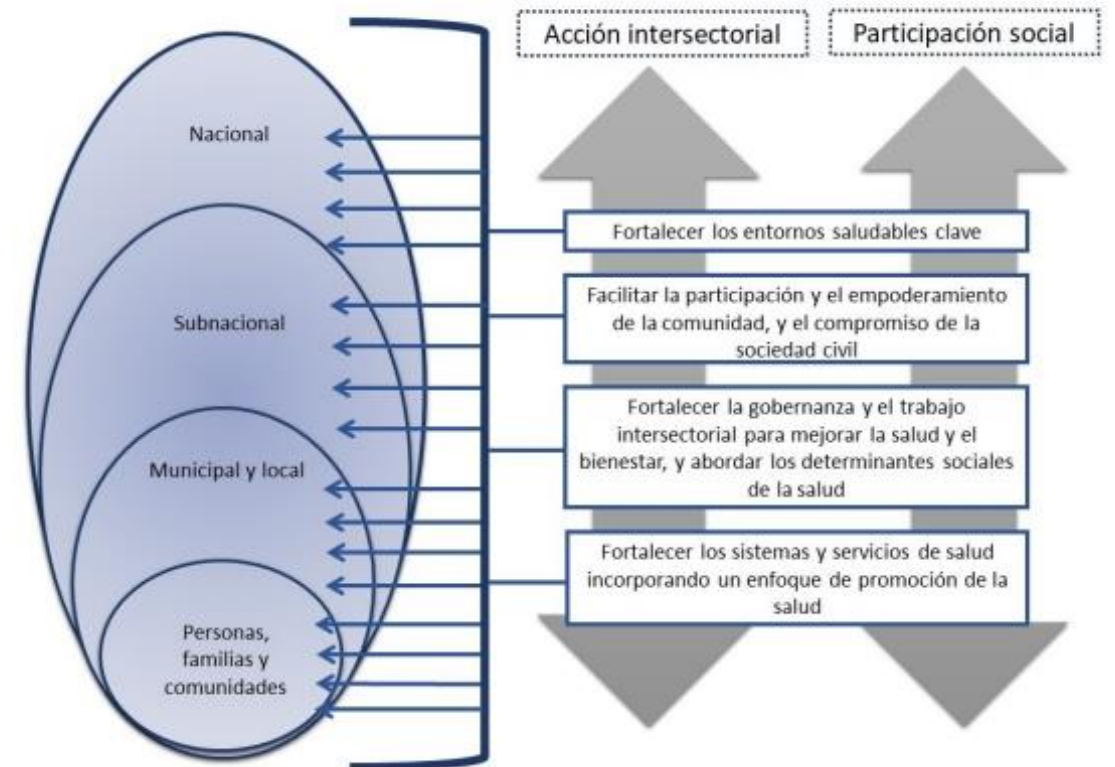 Acción intersectorial
Participación social
Nacional
Subnacional
Municipal y local
Personas,
familias y
comunidades
Fortalecer los entornos saludables clave
Facilitar la participación y el empoderamiento
de la comunidad, y el compromiso de la
sociedad civil
Fortalecer la gobernanza y el trabajo
intersectorial para mejorar la salud y el
bienestar, y abordar los determinantes sociales
de la salud
Fortalecer los sistemas y servicios de salud
incorporando un enfoque de promoción de la
salud